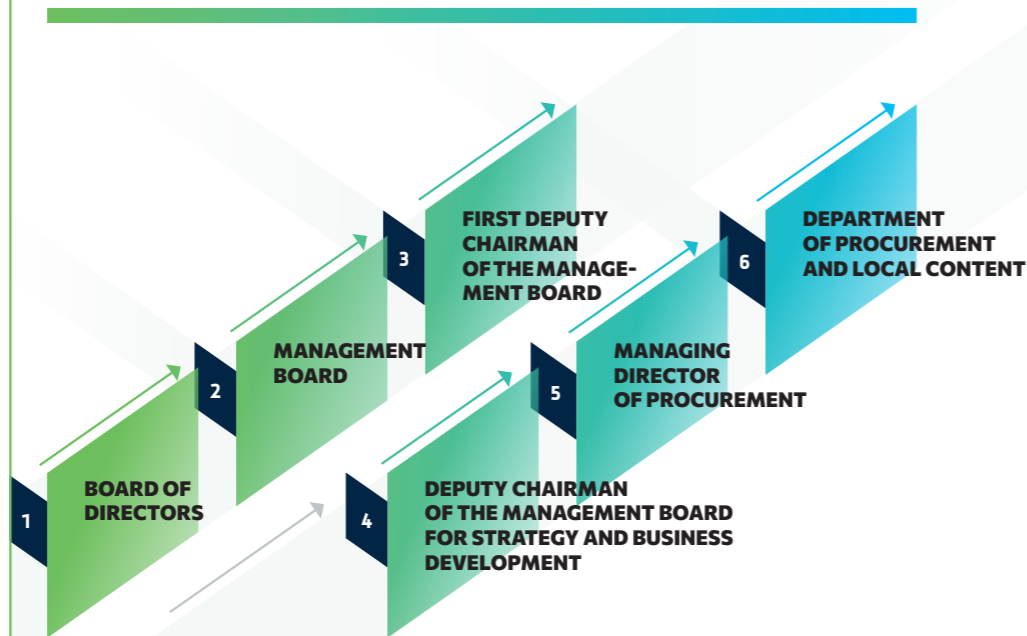 1
BOARD OF
DIRECTORS
2
MANAGEMENT
BOARD
3
FIRST DEPUTY
CHAIRMAN
OF THE MANAGE-
MENT BOARD
4
DEPUTY CHAIRMAN
OF THE MANAGEMENT BOARD
FOR STRATEGY AND BUSINESS
DEVELOPMENT
5
MANAGING
DIRECTOR
OF PROCUREMENT
6
DEPARTMENT
OF PROCUREMENT
AND LOCAL CONTENT